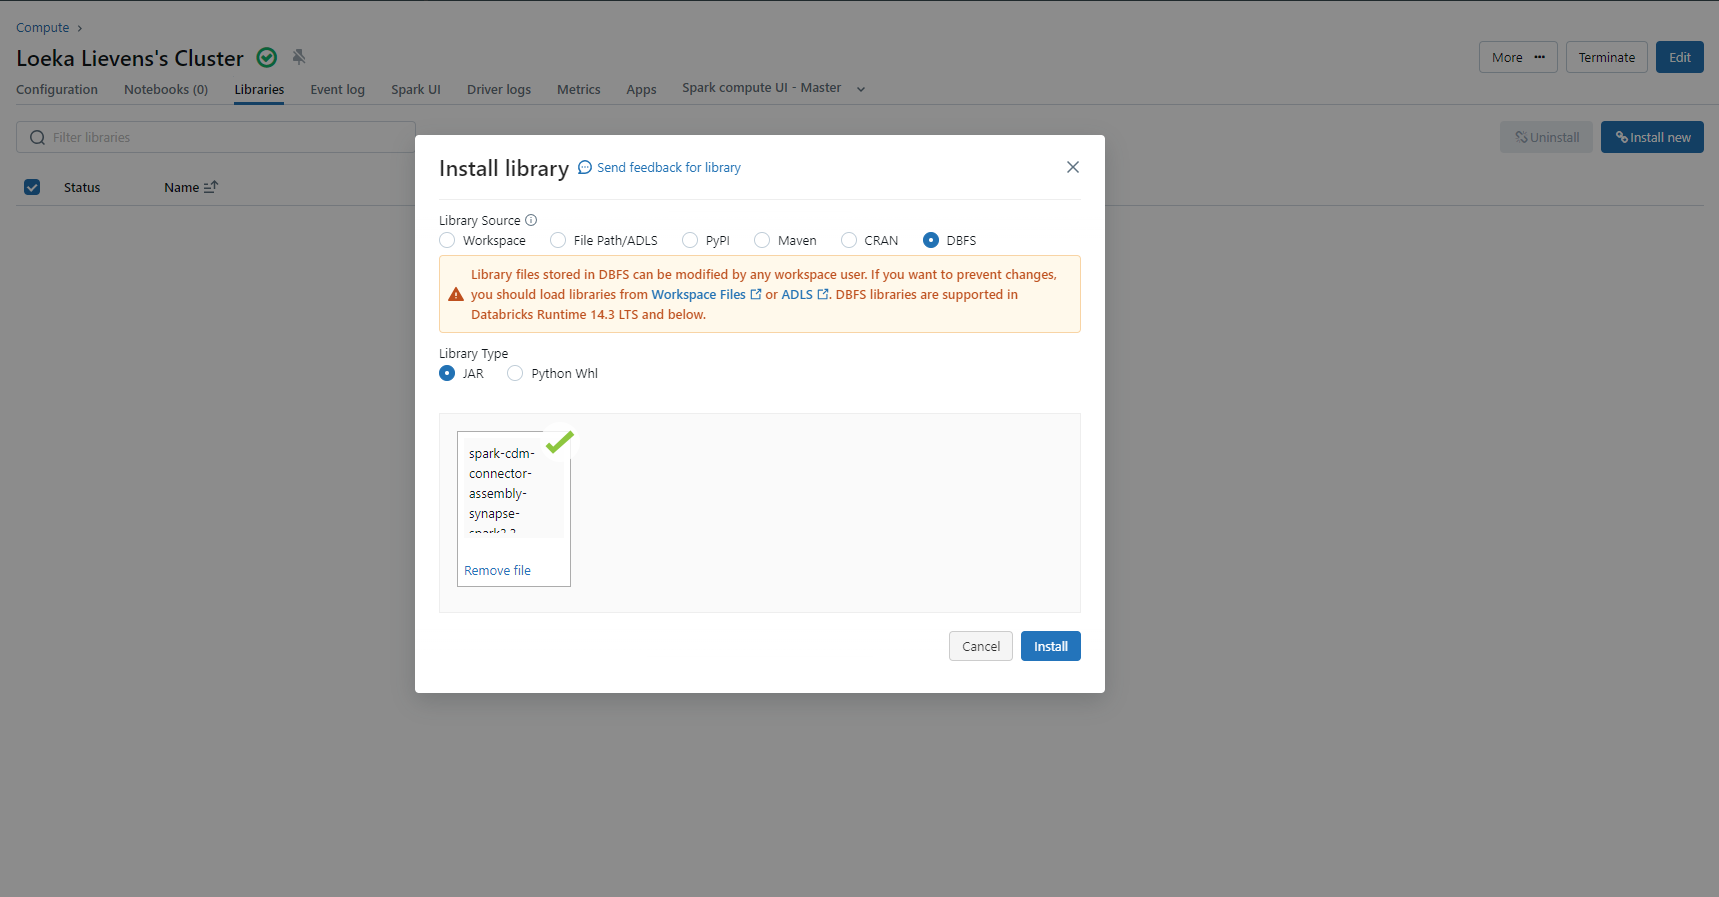 Compute ›
Loeka Lievens's Cluster
More ··· Terminate Edit
Configuration Notebooks (0) Libraries Event log Spark UI Driver logs Metrics Apps Spark compute UI - Master
Filter libraries
Uninstall Install new
Status Name
Install library Send feedback for library
Library Source
Workspace File Path/ADLS PyPI Maven CRAN DBFS
Library files stored in DBFS can be modified by any workspace user. If you want to prevent changes,
you should load libraries from Workspace Files or ADLS . DBFS libraries are supported in
Databricks Runtime 14.3 LTS and below.
Library Type
JAR Python Whl
spark-cdm-
connector-
assembly-
synapse-
Remove file
Cancel Install